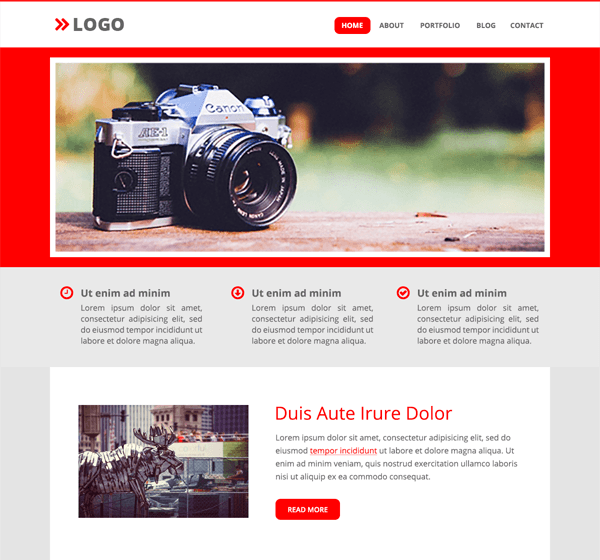 LOGO
HOME ABOUT PORTFOLIO BLOG CONTACT
Canon
AE-1
CANON LENS
Ut enim ad minim
Lorem ipsum dolor sit amet,
consectetur adipisicing elit, sed
do eiusmod tempor incididunt ut
labore et dolore magna aliqua.
Ut enim ad minim
Lorem ipsum dolor sit amet,
consectetur adipisicing elit, sed
do eiusmod tempor incididunt ut
labore et dolore magna aliqua.
Ut enim ad minim
Lorem ipsum dolor sit amet,
consectetur adipisicing elit, sed
do eiusmod tempor incididunt ut
labore et dolore magna aliqua.
Duis Aute Irure Dolor
Lorem ipsum dolor sit amet, consectetur adipisicing elit, sed do
eiusmod tempor incididunt ut labore et dolore magna aliqua. Ut
enim ad minim veniam, quis nostrud exercitation ullamco laboris
nisi ut aliquip ex ea commodo consequat.
READ MORE